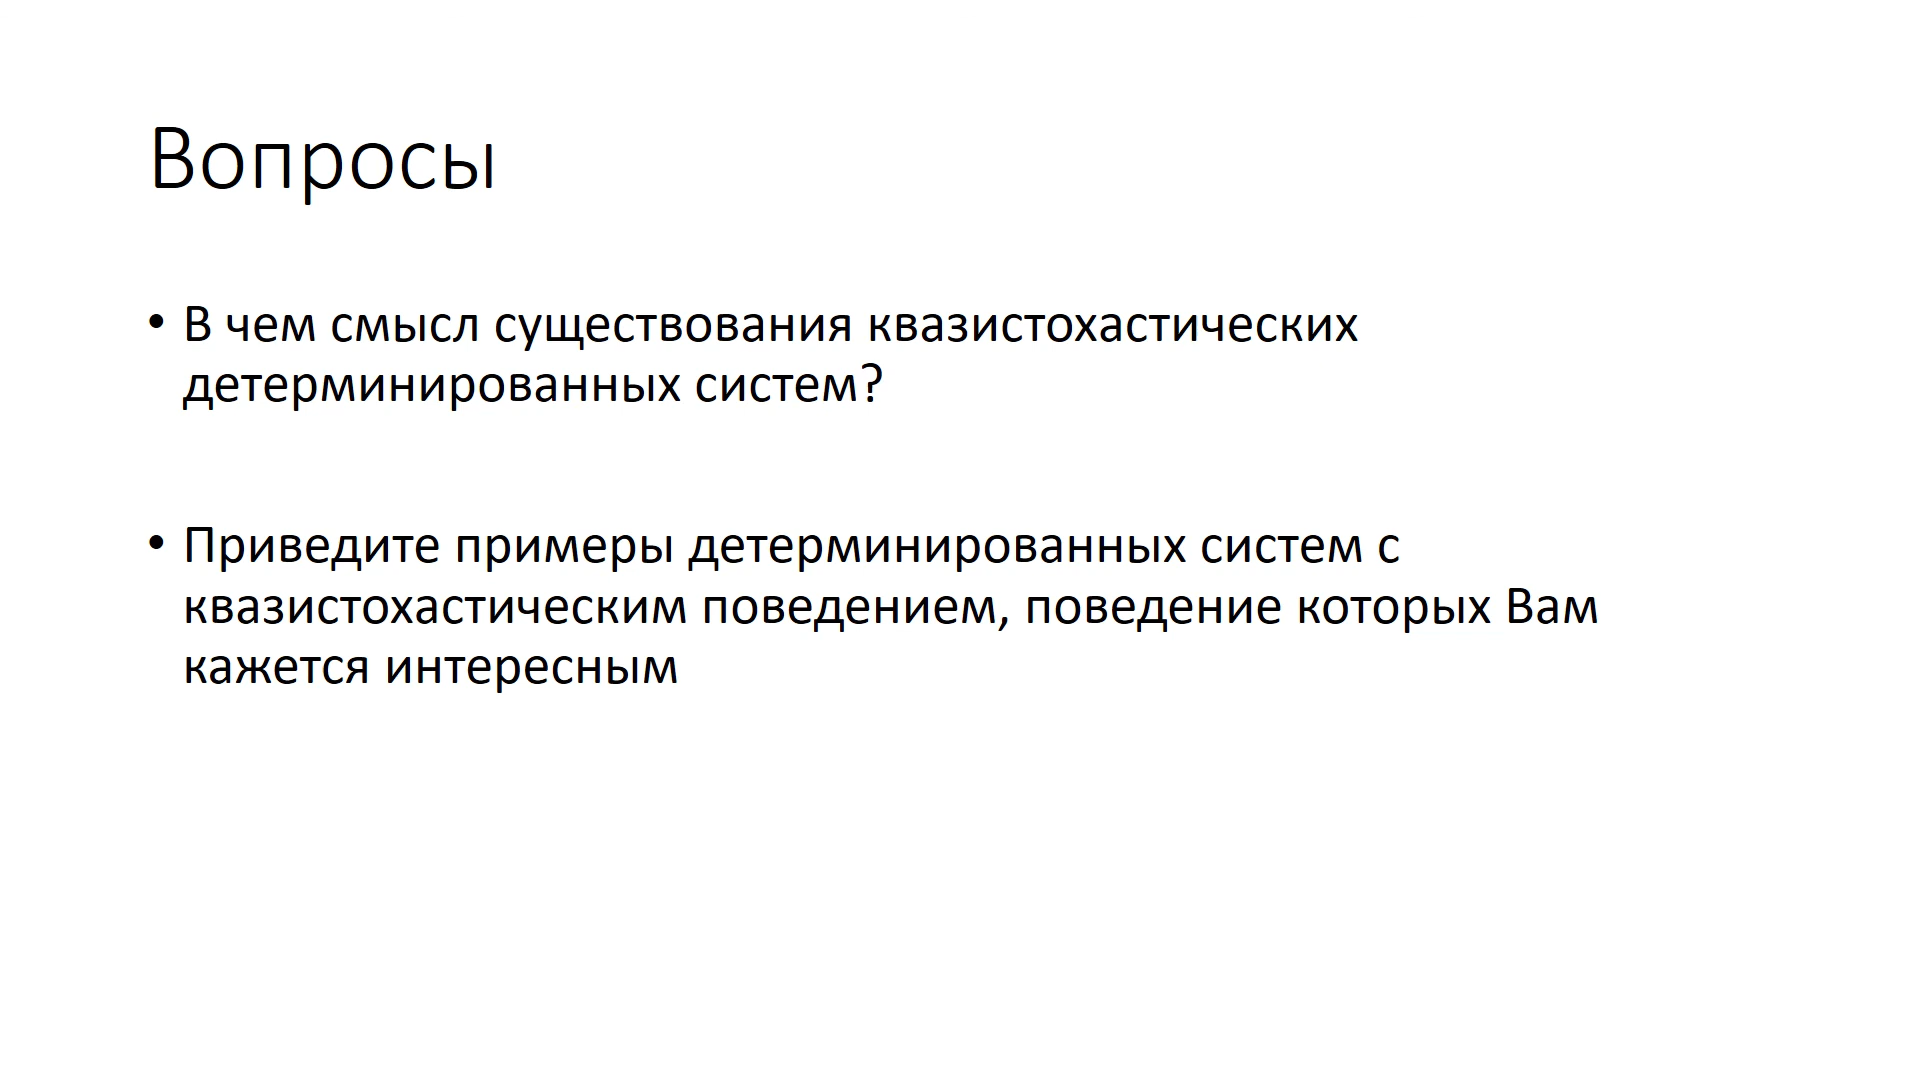 Вопросы
• В чем смысл существования квазистохастических
детерминированных систем?
• Приведите примеры детерминированных систем с
квазистохастическим поведением, поведение которых Вам
кажется интересным